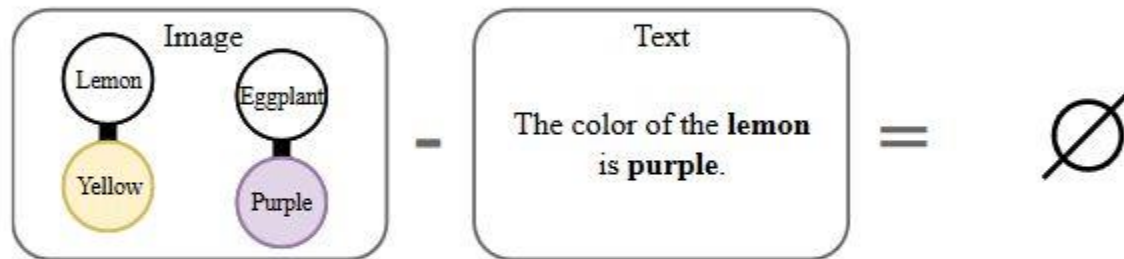 Image
Lemon
Eggplant
Yellow
Purple
-
Text
The color of the lemon
is purple.
=
∅